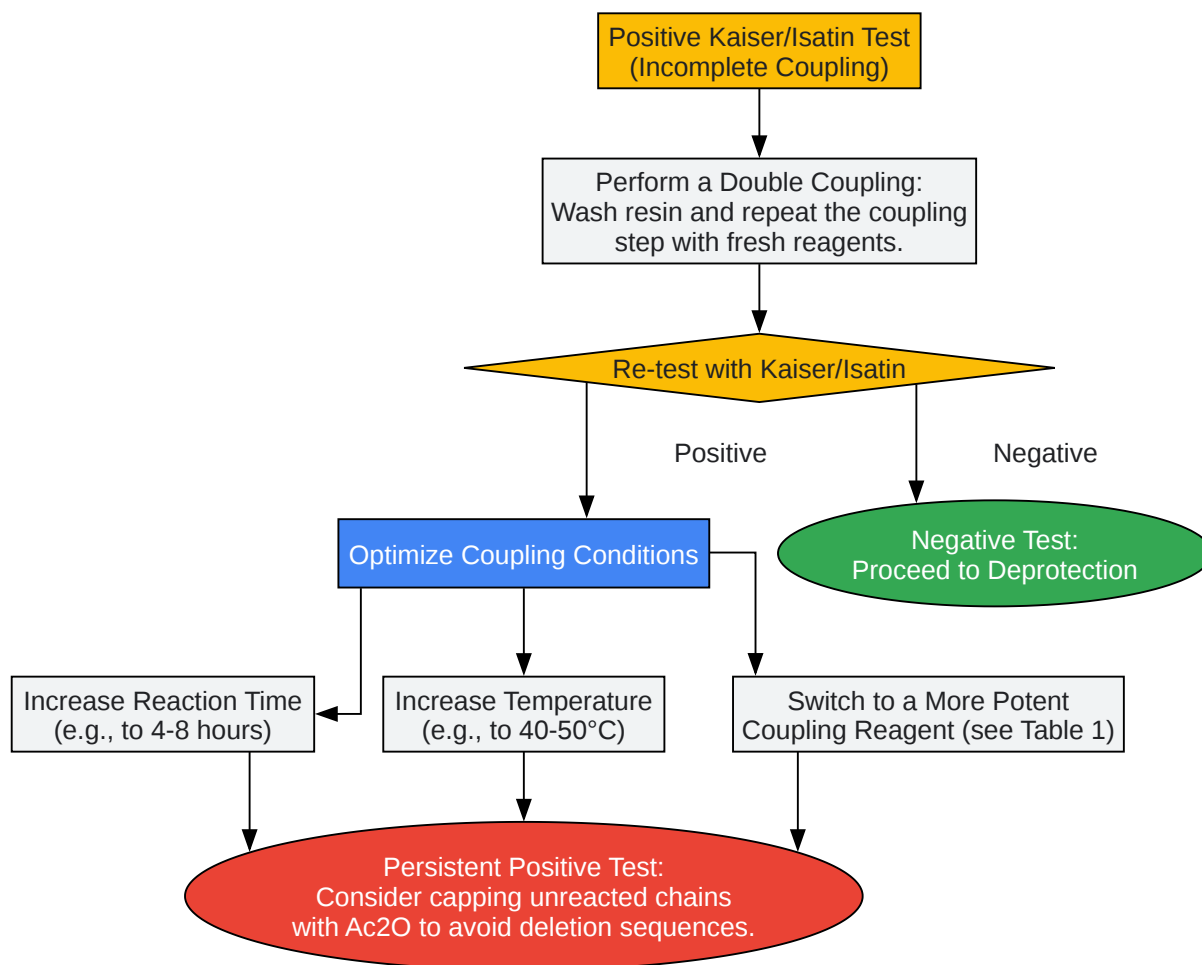 Positive Kaiser/Isatin Test
(Incomplete Coupling)
Perform a Double Coupling:
Wash resin and repeat the coupling
step with fresh reagents.
Re-test with Kaiser/Isatin
Positive
Negative
Optimize Coupling Conditions
Negative Test:
Proceed to Deprotection
Increase Reaction Time
(e.g., to 4-8 hours)
Increase Temperature
(e.g., to 40-50°C)
Switch to a More Potent
Coupling Reagent (see Table 1)
Persistent Positive Test:
Consider capping unreacted chains
with Ac2O to avoid deletion sequences.